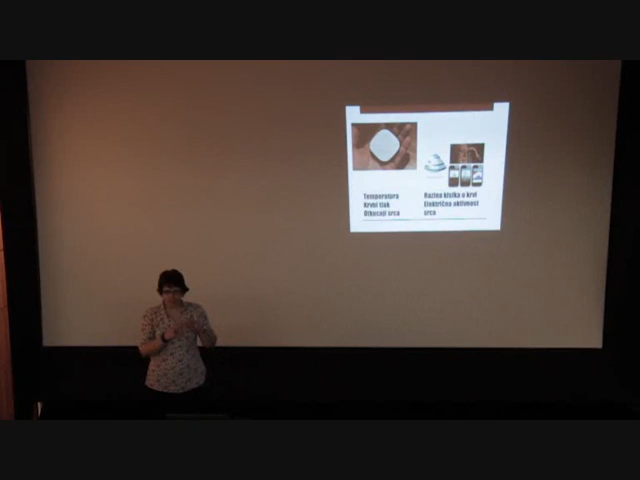 Temperatura
Krvni tlak
Otkucaji srca
Razina kisika u krvi
Električna aktivnost
srca